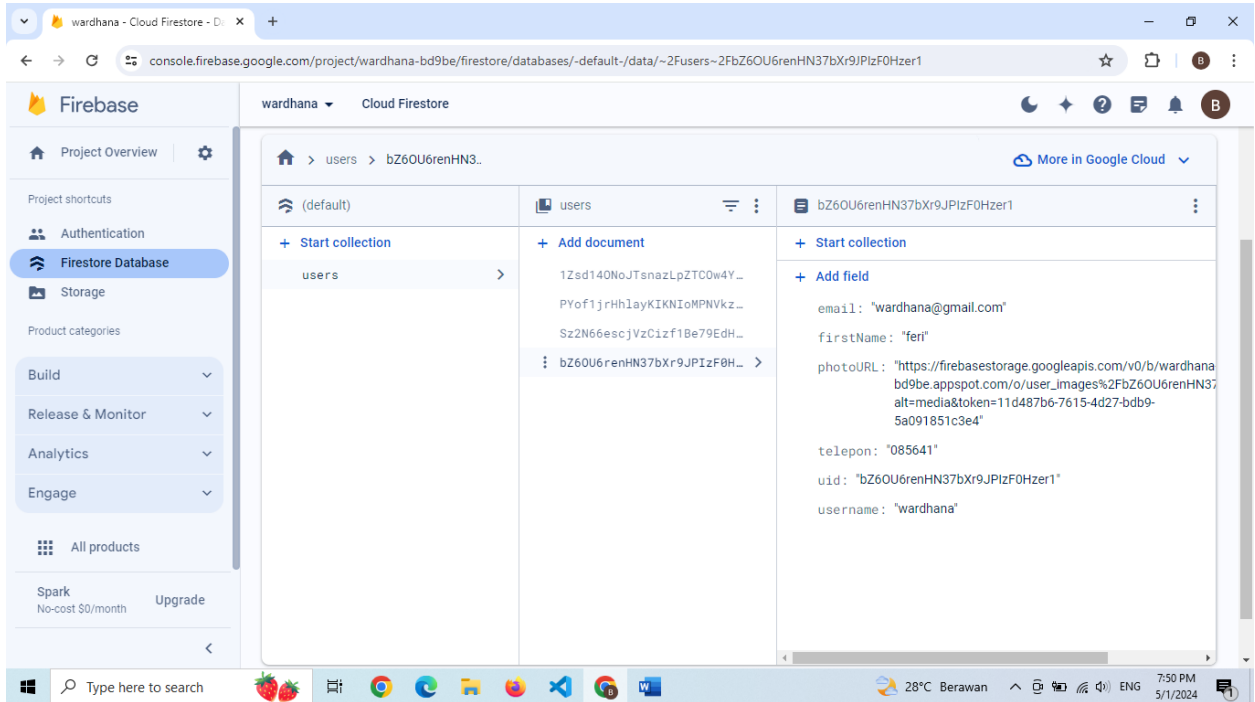 wardhana - Cloud Firestore - Da
console.firebase.google.com/project/wardhana-bd9be/firestore/databases/-default-/data/~2Fusers~2FbZ6OU6renHN37bXr9JPIzF0Hzer1
B
Firebase
wardhana
Cloud Firestore
B
Project Overview
users
bZ6OU6renHN3..
More in Google Cloud
Project shortcuts
(default)
users
bZ6OU6renHN37bXr9JPIzF0Hzer1
Authentication
+ Start collection
+ Add document
+ Start collection
Firestore Database
users
1Zsd14ONoJTsnazLpZTCOw4Y…
+ Add field
Storage
PYof1jrHhlayKIKNIoMPNVkz…
email: "wardhana@gmail.com"
Product categories
Sz2N66escjVzCizf1Be79EdH…
firstName: "feri"
Build
bZ6OU6renHN37bXr9JPIzF0H…
photoURL: "https://firebasestorage.googleapis.com/v0/b/wardhana
bd9be.appspot.com/o/user_images%2FbZ6OU6renHN37
Release & Monitor
alt=media&token=11d487b6-7615-4d27-bdb9-
5a091851c3e4"
Analytics
telepon: "085641"
Engage
uid: "bZ6OU6renHN37bXr9JPIzF0Hzer1"
username: "wardhana"
All products
Spark
No-cost $0/month
Upgrade
Type here to search
28°C Berawan
ENG
7:50 PM
5/1/2024
1